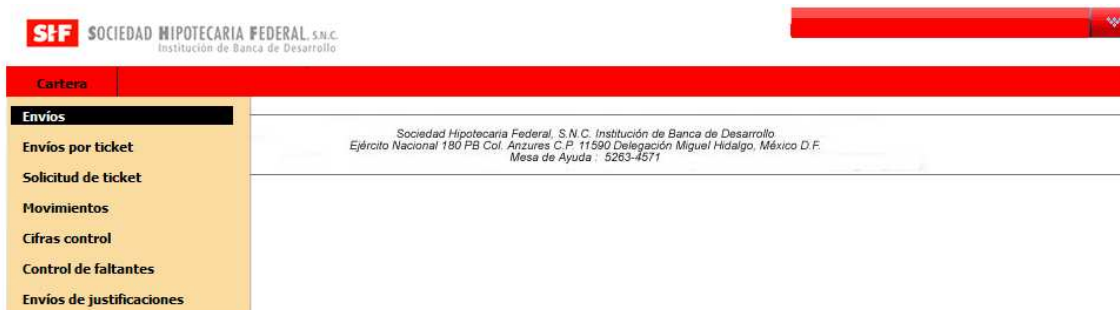 SHF SOCIEDAD HIPOTECARIA FEDERAL, S.N.C.
Institución de Banca de Desarrollo
Cartera
Envíos
Envíos por ticket
Solicitud de ticket
Movimientos
Cifras control
Control de faltantes
Envíos de justificaciones
Sociedad Hipotecaria Federal, S.N.C. Institución de Banca de Desarrollo
Ejército Nacional 180 PB Col. Anzures C.P. 11590 Delegación Miguel Hidalgo, México D.F.
Mesa de Ayuda : 5263-4571